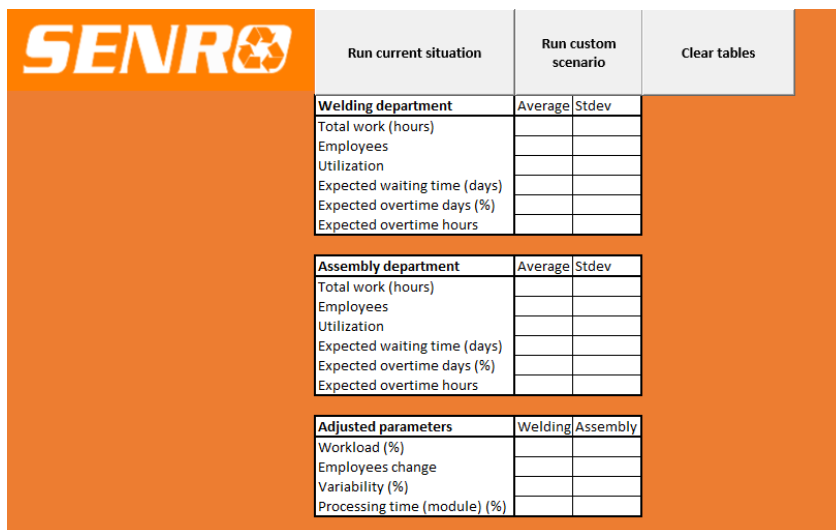 SENRO
Run current situation
Run custom
scenario
Clear tables
Welding department Average Stdev
Total work (hours)
Employees
Utilization
Expected waiting time (days)
Expected overtime days (%)
Expected overtime hours
Assembly department Average Stdev
Total work (hours)
Employees
Utilization
Expected waiting time (days)
Expected overtime days (%)
Expected overtime hours
Adjusted parameters Welding Assembly
Workload (%)
Employees change
Variability (%)
Processing time (module) (%)